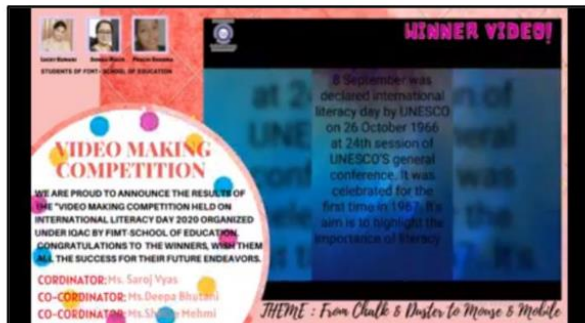 WINNER VIDEO!
STUDENTS OF FIMT- SCHOOL OF EDUCATION
VIDEO MAKING
COMPETITION
WE ARE PROUD TO ANNOUNCE THE RESULTS OF
THE "VIDEO MAKING COMPETITION HELD ON
INTERNATIONAL LITERACY DAY 2020 ORGANIZED
UNDER IQAC BY FIMT-SCHOOL OF EDUCATION,
CONGRATULATIONS TO THE WINNERS, WISH THEM
ALL THE SUCCESS FOR THEIR FUTURE ENDEAVORS.
CORDINATOR: Ms. Saroj Vyas
CO-CORDINATOR: Ms.Deepa Bhutani
CO-CORDINATOR: Mehmi
8 September was
declared international
literacy day by UNESCO
on 26 October 1966
at 24th session of
UNESCO'S general
conference. It was
celebrated for the
first time in 1967. It's
aim is to highlight the
importance of literacy
THEME : From Chalk & Duster to Mouse & Mobile